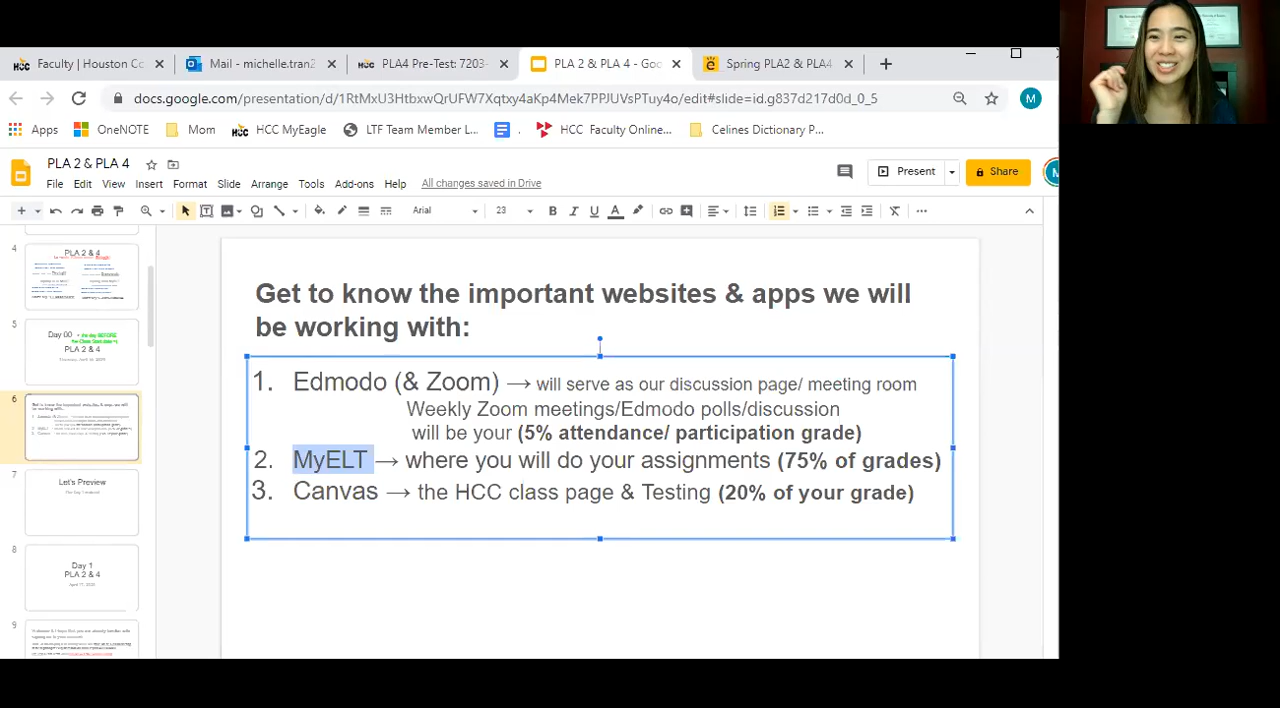 Faculty | Houston Cc
Mail - michelle.tran2
PLA4 Pre-Test: 7203-
PLA 2 & PLA 4 - Goo
Spring PLA2 & PLA4
docs.google.com/presentation/d/1RtMxU3HtbxwQrUFW7Xqtxy4aKp4Mek7PPJUVsPTuy4o/edit#slide=id.g837d217d0d_0_5
M
Apps
OneNOTE
Mom
HCC MyEagle
LTF Team Member L...
.
HCC Faculty Online...
Celines Dictionary P...
PLA 2 & PLA 4
File Edit View Insert Format Slide Arrange Tools Add-ons Help
All changes saved in Drive
Present
Share
Arial
23
4
PLA 2 & 4
5
Day 00
PLA 2 & 4
6
7
Let's Preview
8
Day 1
PLA 2 & 4
9
Get to know the important websites & apps we will
be working with:
1. Edmodo (& Zoom) → will serve as our discussion page/ meeting room
Weekly Zoom meetings/Edmodo polls/discussion
will be your (5% attendance/ participation grade)
2. MyELT → where you will do your assignments (75% of grades)
3. Canvas → the HCC class page & Testing (20% of your grade)